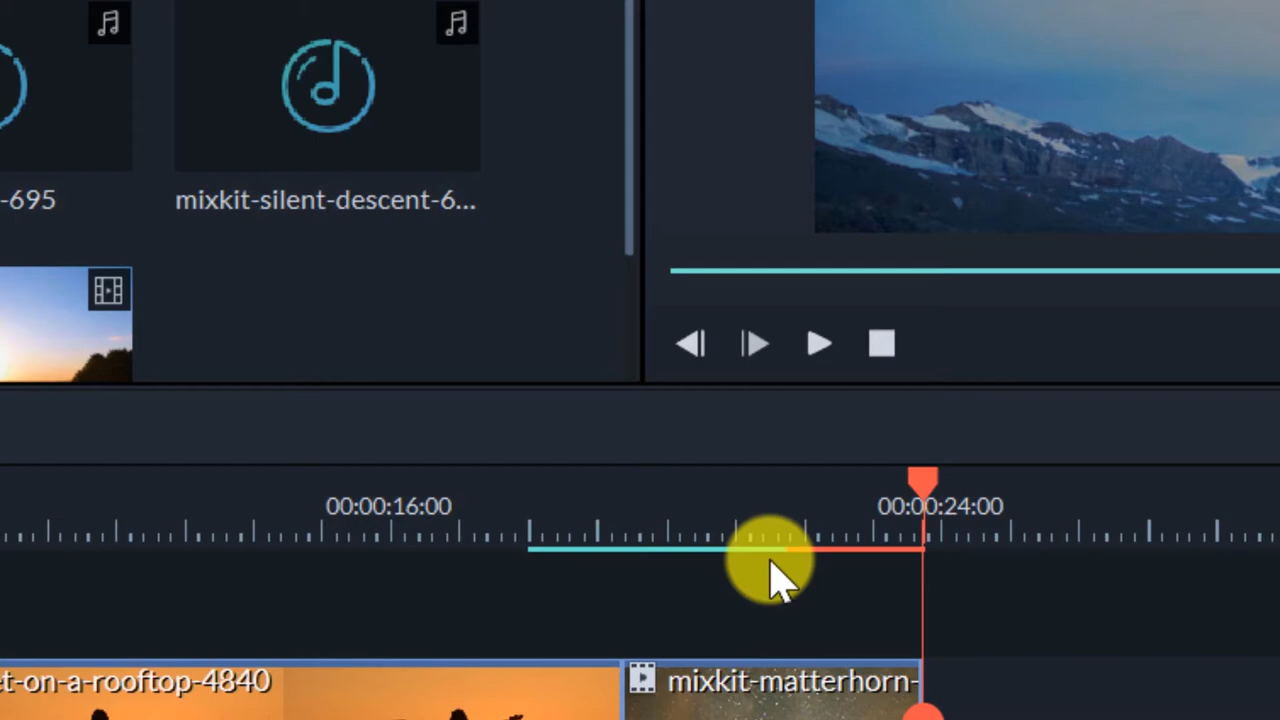 -695
mixkit-silent-descent-6...
00:00:16:00
00:00:24:00
t-on-a-rooftop-4840
mixkit-matterhorn-